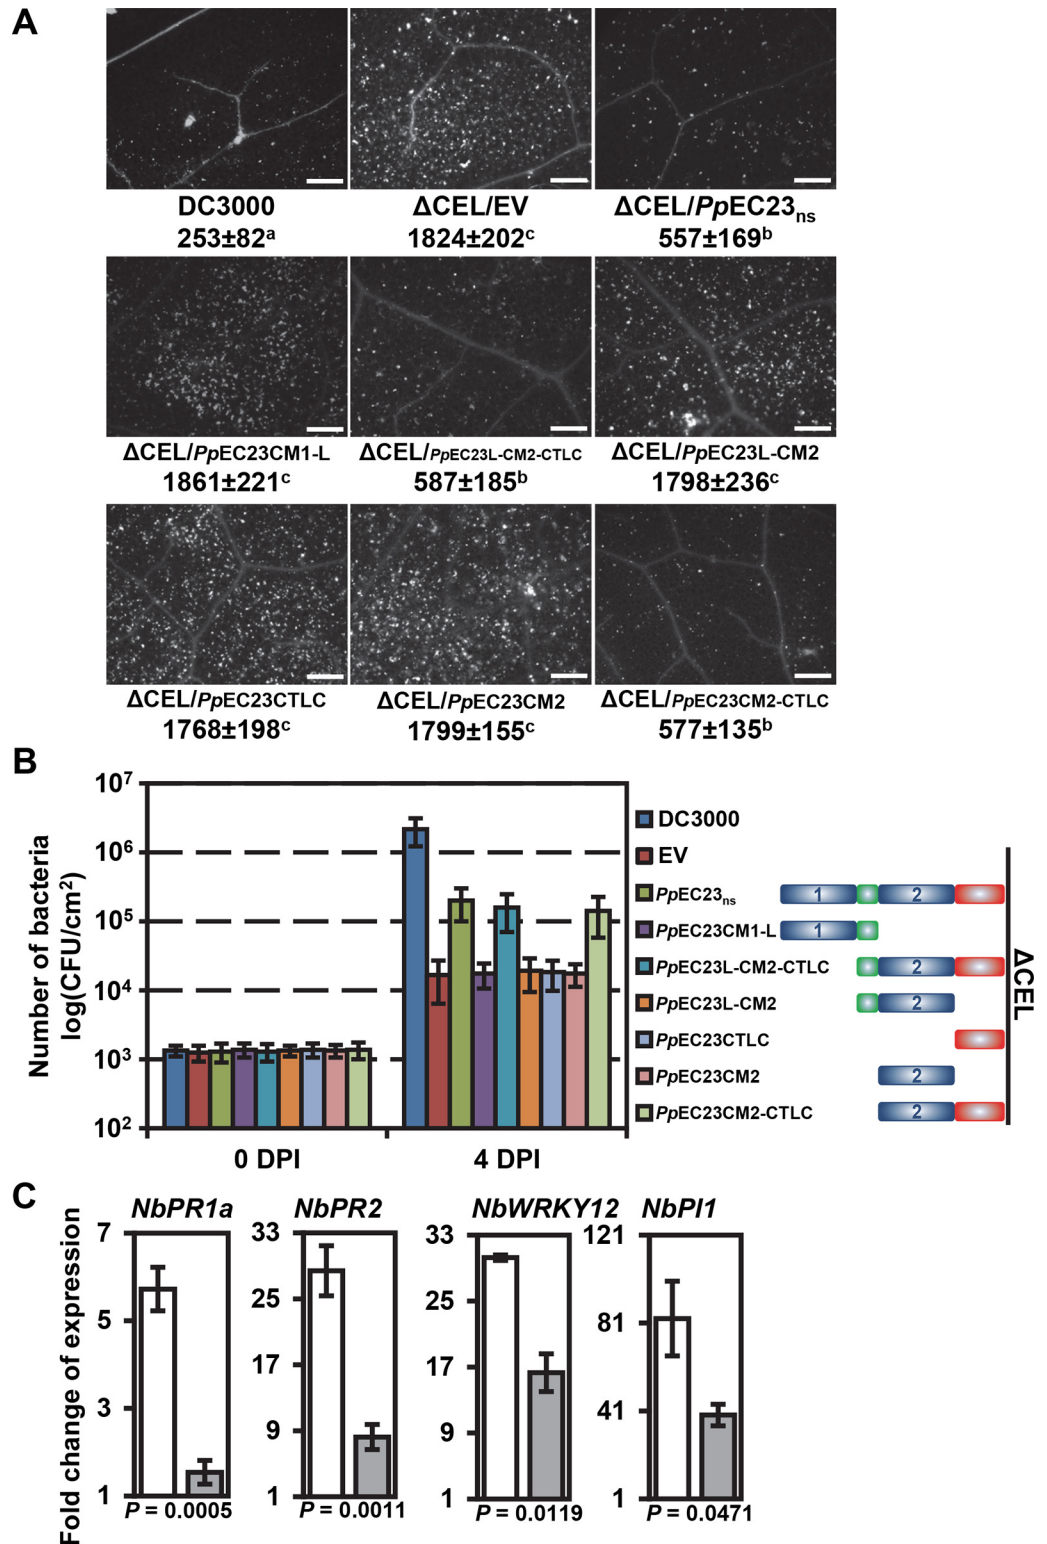 A
DC3000
253±82a
ΔCEL/EV
1824±202c
ΔCEL/PpEC23ns
557±169b
ΔCEL/PpEC23CM1-L
1861±221c
ΔCEL/PpEC23L-CM2-CTLC
587±185b
ΔCEL/PpEC23L-CM2
1798±236c
ΔCEL/PpEC23CTLC
1768±198c
ΔCEL/PpEC23CM2
1799±155c
ΔCEL/PpEC23CM2-CTLC
577±135b
B
Number of bacteria
log(CFU/cm2)
107
106
105
104
103
102
0 DPI
4 DPI
DC3000
EV
PpEC23ns
1 2
PpEC23CM1-L
1
PpEC23L-CM2-CTLC
2
PpEC23L-CM2
2
PpEC23CTLC
PpEC23CM2
2
PpEC23CM2-CTLC
2
ΔCEL
C
Fold change of expression
NbPR1a
7
5
3
1
P = 0.0005
NbPR2
33
25
17
9
1
P = 0.0011
NbWRKY12
33
25
17
9
1
P = 0.0119
NbPI1
121
81
41
1
P = 0.0471